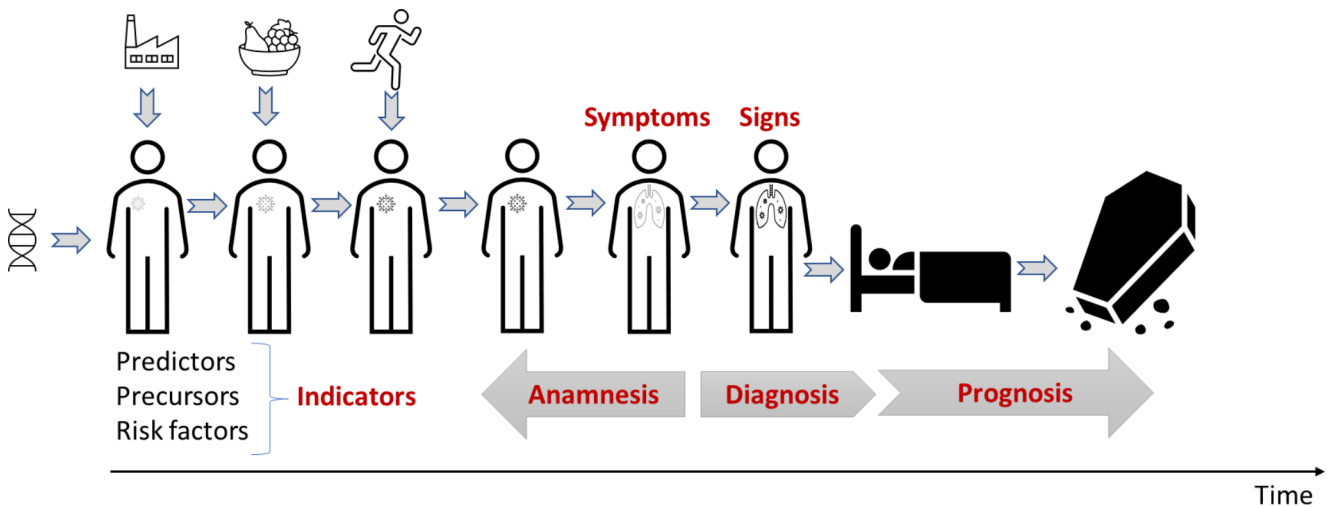 Symptoms Signs
Predictors
Precursors
Risk factors
Indicators
Anamnesis
Diagnosis
Prognosis
Time